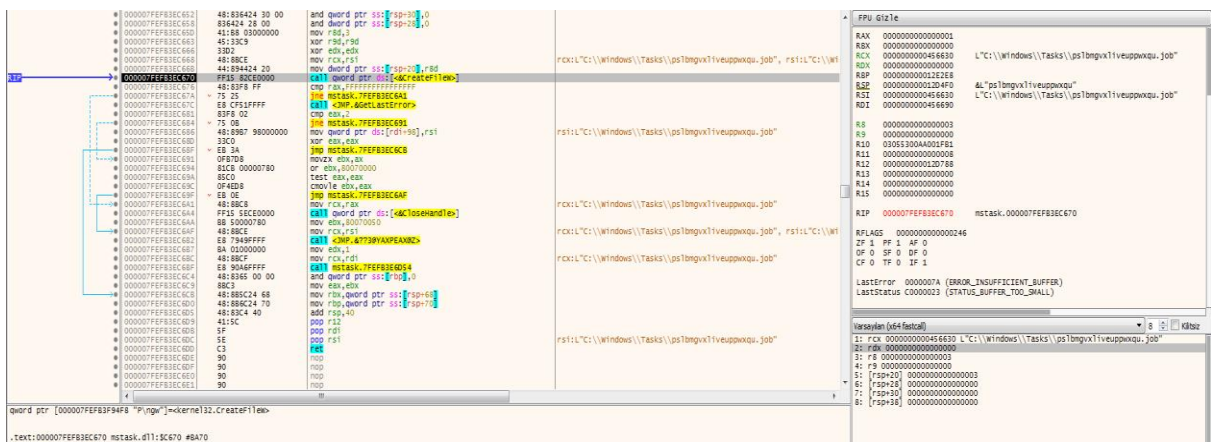 000007FEFB3EC652 48:836424 30 00 and qword ptr ss:[rsp+30],0
000007FEFB3EC658 836424 28 00 and dword ptr ss:[rsp+28],0
000007FEFB3EC65D 41:B8 03000000 mov r8d,3
000007FEFB3EC663 45:33C9 xor r9d,r9d
000007FEFB3EC666 33D2 xor edx,edx
000007FEFB3EC668 48:8BCE mov rcx,rsi rcx:L"C:\\Windows\\Tasks\\pslbmgvxliveuppwxqu.job", rsi:L"C:\\Wi
44:894424 20 mov dword ptr ss:[rsp+20],r8d
RIP 000007FEFB3EC670 FF15 82CE0000 call qword ptr ds:[<&CreateFileW>]
000007FEFB3EC676 48:83F8 FF cmp rax,FFFFFFFFFFFFFFFF
000007FEFB3EC67A 75 25 jne mstask.7FEFB3EC6A1
000007FEFB3EC67C E8 CF51FFFF call <JMP.&GetLastError>
000007FEFB3EC681 83F8 02 cmp eax,2
000007FEFB3EC684 75 0B jne mstask.7FEFB3EC691
000007FEFB3EC686 48:89B7 98000000 mov qword ptr ds:[rdi+98],rsi rsi:L"C:\\Windows\\Tasks\\pslbmgvxliveuppwxqu.job"
000007FEFB3EC68D 33C0 xor eax,eax
EB 3A jmp mstask.7FEFB3EC6CB
000007FEFB3EC691 0FB7D8 movzx ebx,ax
000007FEFB3EC694 81CB 00000780 or ebx,80070000
000007FEFB3EC69A 85C0 test eax,eax
000007FEFB3EC69C 0F4ED8 cmovle ebx,eax
000007FEFB3EC69F EB 0E jmp mstask.7FEFB3EC6AF
000007FEFB3EC6A1 48:8BC8 mov rcx,rax rcx:L"C:\\Windows\\Tasks\\pslbmgvxliveuppwxqu.job"
000007FEFB3EC6A4 FF15 5ECE0000 call qword ptr ds:[<&CloseHandle>]
000007FEFB3EC6AA BB 50000780 mov ebx,80070050
000007FEFB3EC6AF 48:8BCE mov rcx,rsi rcx:L"C:\\Windows\\Tasks\\pslbmgvxliveuppwxqu.job", rsi:L"C:\\Wi
000007FEFB3EC6B2 E8 7949FFFF call <JMP.&??3@YAXPEAX@Z>
000007FEFB3EC6B7 BA 01000000 mov edx,1
000007FEFB3EC6BC 48:8BCF mov rcx,rdi rcx:L"C:\\Windows\\Tasks\\pslbmgvxliveuppwxqu.job"
000007FEFB3EC6BF E8 90A6FFFF call mstask.7FEFB3E6D54
000007FEFB3EC6C4 48:8365 00 00 and qword ptr ss:[rbp],0
8BC3 mov eax,ebx
000007FEFB3EC6CB 48:8B5C24 68 mov rbx,qword ptr ss:[rsp+68]
000007FEFB3EC6D0 48:8B6C24 70 mov rbp,qword ptr ss:[rsp+70]
000007FEFB3EC6D5 48:83C4 40 add rsp,40
000007FEFB3EC6D9 41:5C pop r12
5F pop rdi
000007FEFB3EC6DC 5E pop rsi rsi:L"C:\\Windows\\Tasks\\pslbmgvxliveuppwxqu.job"
000007FEFB3EC6DD C3 ret
90 nop
000007FEFB3EC6DF 90 nop
000007FEFB3EC6E0 90 nop
000007FEFB3EC6E1 90 nop
qword ptr [000007FEFB3F94F8 "P\ngw"]=<kernel32.CreateFileW>
.text:000007FEFB3EC670 mstask.dll:$C670 #BA70
FPU Gizle
RAX 0000000000000001
RBX 0000000000000000
RCX 0000000000456630 L"C:\\Windows\\Tasks\\pslbmgvxliveuppwxqu.job"
RDX 0000000000000000
RBP 000000000012E2E8
RSP 000000000012D4F0 &L"pslbmgvxliveuppwxqu"
RSI 0000000000456630 L"C:\\Windows\\Tasks\\pslbmgvxliveuppwxqu.job"
RDI 0000000000456690
R8 0000000000000003
R9 0000000000000000
R10 03055300AA001FB1
R11 0000000000000008
R12 000000000012D788
R13 0000000000000000
R14 0000000000000000
R15 0000000000000000
RIP 000007FEFB3EC670 mstask.000007FEFB3EC670
RFLAGS 0000000000000246
ZF 1 PF 1 AF 0
OF 0 SF 0 DF 0
CF 0 TF 0 IF 1
LastError 0000007A (ERROR_INSUFFICIENT_BUFFER)
LastStatus C0000023 (STATUS_BUFFER_TOO_SMALL)
Varsayılan (x64 fastcall) 8 Kilitsiz
1: rcx 0000000000456630 L"C:\\Windows\\Tasks\\pslbmgvxliveuppwxqu.job"
2: rdx 0000000000000000
3: r8 0000000000000003
4: r9 0000000000000000
5: [rsp+20] 0000000000000003
6: [rsp+28] 0000000000000000
7: [rsp+30] 0000000000000000
8: [rsp+38] 0000000000000000